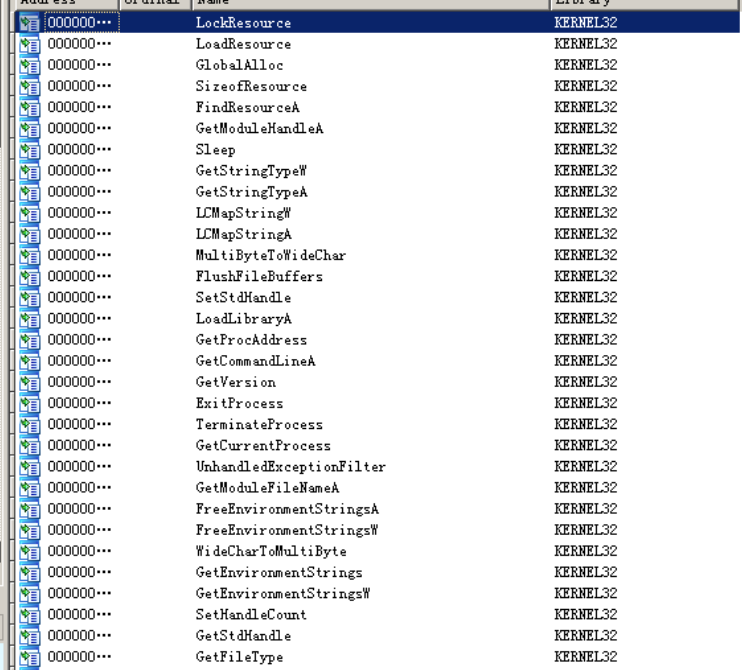 Address Ordinal Name Library
000000... LockResource KERNEL32
000000... LoadResource KERNEL32
000000... GlobalAlloc KERNEL32
000000... SizeofResource KERNEL32
000000... FindResourceA KERNEL32
000000... GetModuleHandleA KERNEL32
000000... Sleep KERNEL32
000000... GetStringTypeW KERNEL32
000000... GetStringTypeA KERNEL32
000000... LCMapStringW KERNEL32
000000... LCMapStringA KERNEL32
000000... MultiByteToWideChar KERNEL32
000000... FlushFileBuffers KERNEL32
000000... SetStdHandle KERNEL32
000000... LoadLibraryA KERNEL32
000000... GetProcAddress KERNEL32
000000... GetCommandLineA KERNEL32
000000... GetVersion KERNEL32
000000... ExitProcess KERNEL32
000000... TerminateProcess KERNEL32
000000... GetCurrentProcess KERNEL32
000000... UnhandledExceptionFilter KERNEL32
000000... GetModuleFileNameA KERNEL32
000000... FreeEnvironmentStringsA KERNEL32
000000... FreeEnvironmentStringsW KERNEL32
000000... WideCharToMultiByte KERNEL32
000000... GetEnvironmentStrings KERNEL32
000000... GetEnvironmentStringsW KERNEL32
000000... SetHandleCount KERNEL32
000000... GetStdHandle KERNEL32
000000... GetFileType KERNEL32